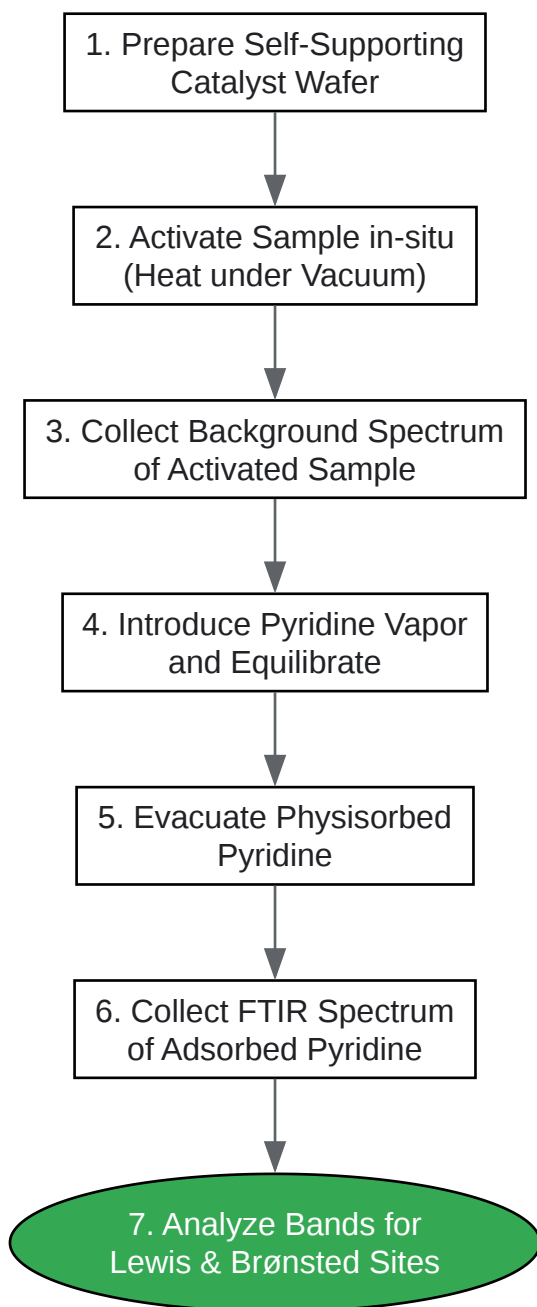 1. Prepare Self-Supporting
Catalyst Wafer
2. Activate Sample in-situ
(Heat under Vacuum)
3. Collect Background Spectrum
of Activated Sample
4. Introduce Pyridine Vapor
and Equilibrate
5. Evacuate Physisorbed
Pyridine
6. Collect FTIR Spectrum
of Adsorbed Pyridine
7. Analyze Bands for
Lewis & Brønsted Sites